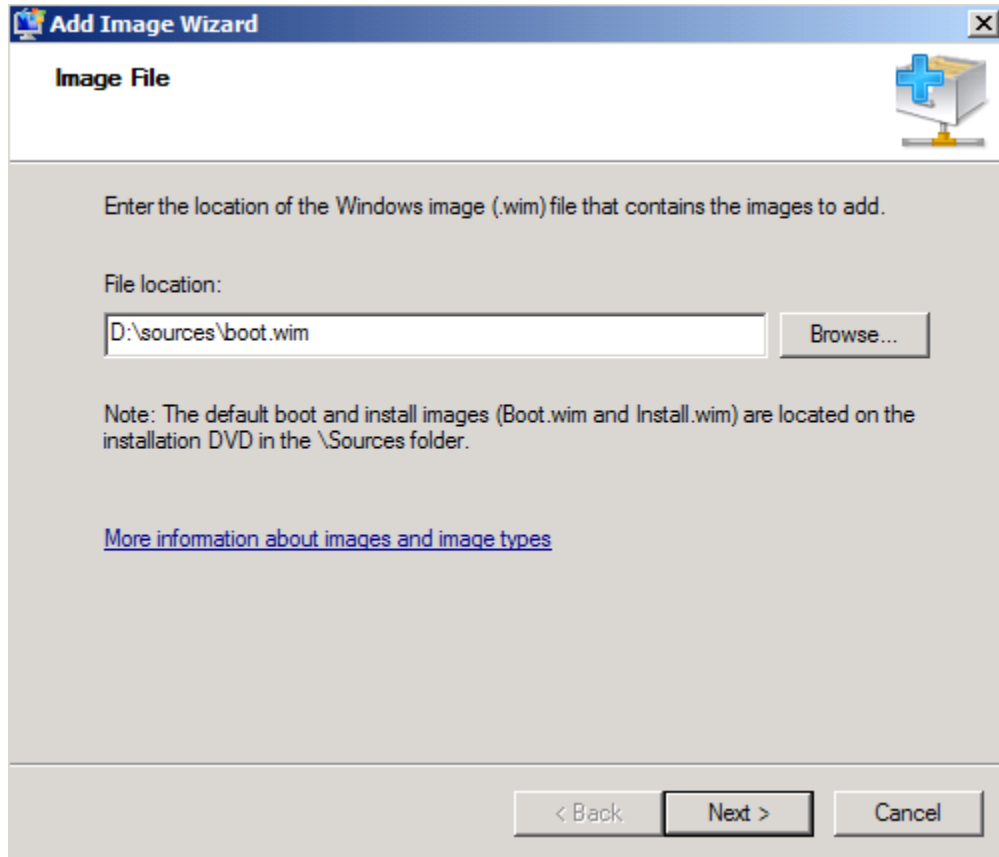 Add Image Wizard
Image File
Enter the location of the Windows image (.wim) file that contains the images to add.
File location:
D:\sources\boot.wim
Browse...
Note: The default boot and install images (Boot.wim and Install.wim) are located on the
installation DVD in the \Sources folder.
More information about images and image types
< Back
Next >
Cancel